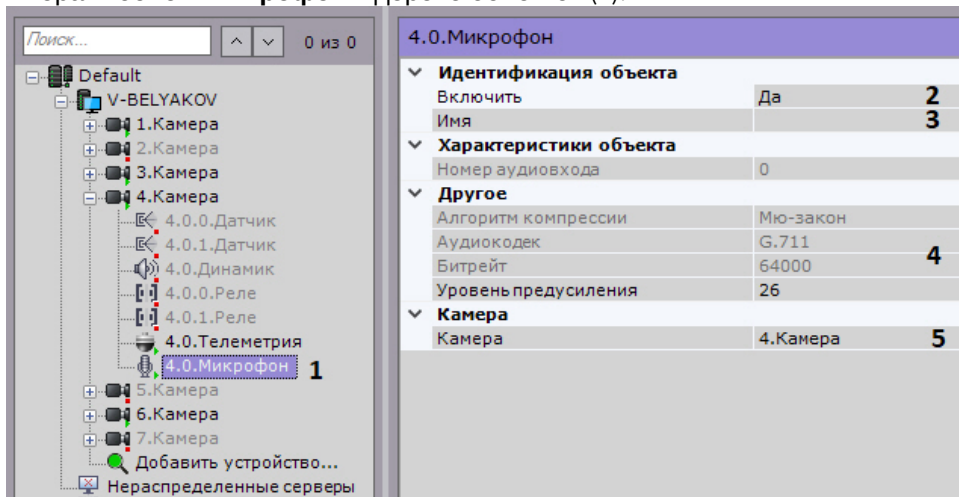 Поиск...
0 из 0
Default
V-BELYAKOV
1.Камера
2.Камера
3.Камера
4.Камера
4.0.0.Датчик
4.0.1.Датчик
4.0.Динамик
4.0.0.Реле
4.0.1.Реле
4.0.Телеметрия
4.0.Микрофон 1
5.Камера
6.Камера
7.Камера
Добавить устройство...
Нераспределенные серверы
4.0.Микрофон
Идентификация объекта
Включить Да 2
Имя 3
Характеристики объекта
Номер аудиовхода 0
Другое
Алгоритм компрессии Мю-закон
Аудиокодек G.711
4
Битрейт 64000
Уровень предусиления 26
Камера
Камера 4.Камера 5